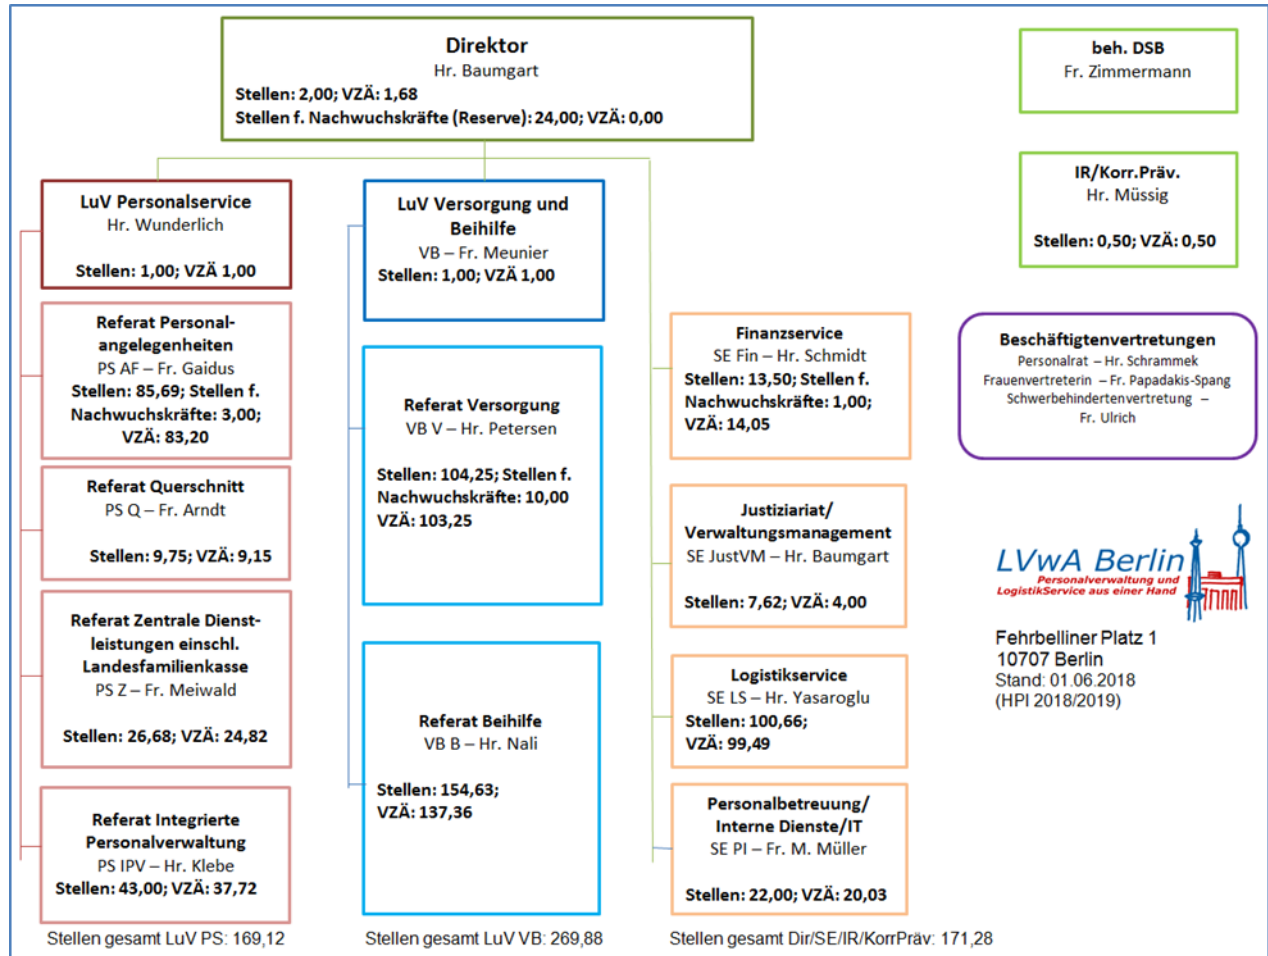 Direktor
Hr. Baumgart
Stellen: 2,00; VZÄ: 1,68
Stellen f. Nachwuchskräfte (Reserve): 24,00; VZÄ: 0,00
beh. DSB
Fr. Zimmermann
IR/Korr.Präv.
Hr. Müssig
Stellen: 0,50; VZÄ: 0,50
LuV Personalservice
Hr. Wunderlich
Stellen: 1,00; VZÄ 1,00
Referat Personal-
angelegenheiten
PS AF – Fr. Gaidus
Stellen: 85,69; Stellen f.
Nachwuchskräfte: 3,00;
VZÄ: 83,20
Referat Querschnitt
PS Q – Fr. Arndt
Stellen: 9,75; VZÄ: 9,15
Referat Zentrale Dienst-
leistungen einschl.
Landesfamilienkasse
PS Z – Fr. Meiwald
Stellen: 26,68; VZÄ: 24,82
Referat Integrierte
Personalverwaltung
PS IPV – Hr. Klebe
Stellen: 43,00; VZÄ: 37,72
Stellen gesamt LuV PS: 169,12
LuV Versorgung und
Beihilfe
VB – Fr. Meunier
Stellen: 1,00; VZÄ 1,00
Referat Versorgung
VB V – Hr. Petersen
Stellen: 104,25; Stellen f.
Nachwuchskräfte: 10,00
VZÄ: 103,25
Referat Beihilfe
VB B – Hr. Nali
Stellen: 154,63;
VZÄ: 137,36
Stellen gesamt LuV VB: 269,88
Finanzservice
SE Fin – Hr. Schmidt
Stellen: 13,50; Stellen f.
Nachwuchskräfte: 1,00;
VZÄ: 14,05
Justiziariat/
Verwaltungsmanagement
SE JustVM – Hr. Baumgart
Stellen: 7,62; VZÄ: 4,00
Logistikservice
SE LS – Hr. Yasaroglu
Stellen: 100,66;
VZÄ: 99,49
Personalbetreuung/
Interne Dienste/IT
SE PI – Fr. M. Müller
Stellen: 22,00; VZÄ: 20,03
Stellen gesamt Dir/SE/IR/KorrPräv: 171,28
Beschäftigtenvertretungen
Personalrat – Hr. Schrammek
Frauenvertreterin – Fr. Papadakis-Spang
Schwerbehindertenvertretung –
Fr. Ulrich
LVwA Berlin
Personalverwaltung und
LogistikService aus einer Hand
Fehrbelliner Platz 1
10707 Berlin
Stand: 01.06.2018
(HPI 2018/2019)